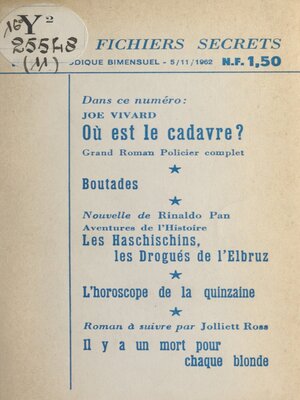 16 Y²
25548
(11)
FICHIERS SECRETS
DIQUE BIMENSUEL - 5/11/1962 N.F. 1,50
Dans ce numéro:
JOE VIVARD
Où est le cadavre?
Grand Roman Policier complet
★
Boutades
★
Nouvelle de Rinaldo Pan
Aventures de l'Histoire
Les Haschischins,
les Drogués de l'Elbruz
★
L'horoscope de la quinzaine
★
Roman à suivre par Jolliett Ross
Il y a un mort pour
chaque blonde